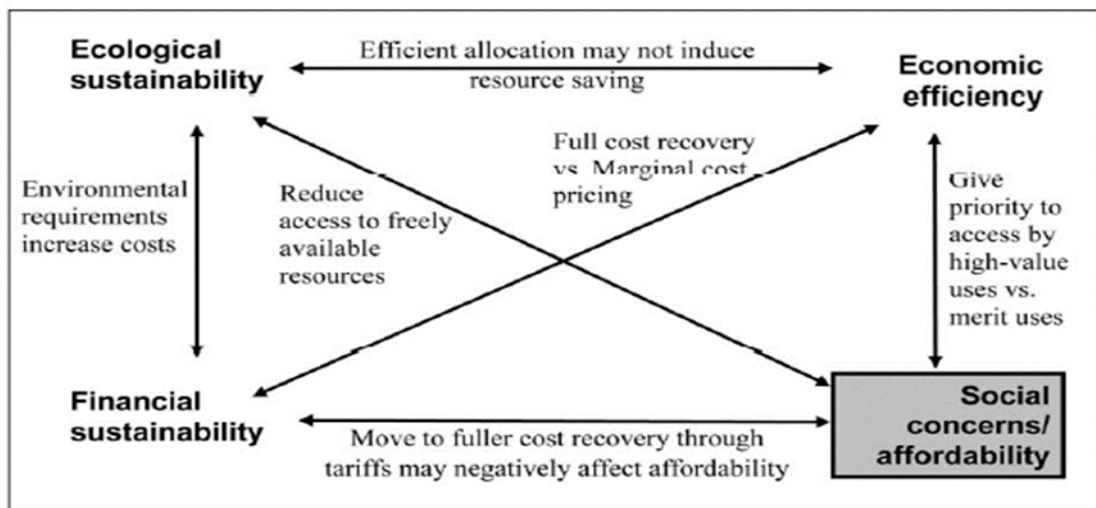 Ecological
sustainability
Efficient allocation may not induce
resource saving
Economic
efficiency
Environmental
requirements
increase costs
Reduce
access to freely
available
resources
Full cost recovery
vs. Marginal cost
pricing
Give
priority to
access by
high-value
uses vs.
merit uses
Financial
sustainability
Move to fuller cost recovery through
tariffs may negatively affect affordability
Social
concerns/
affordability